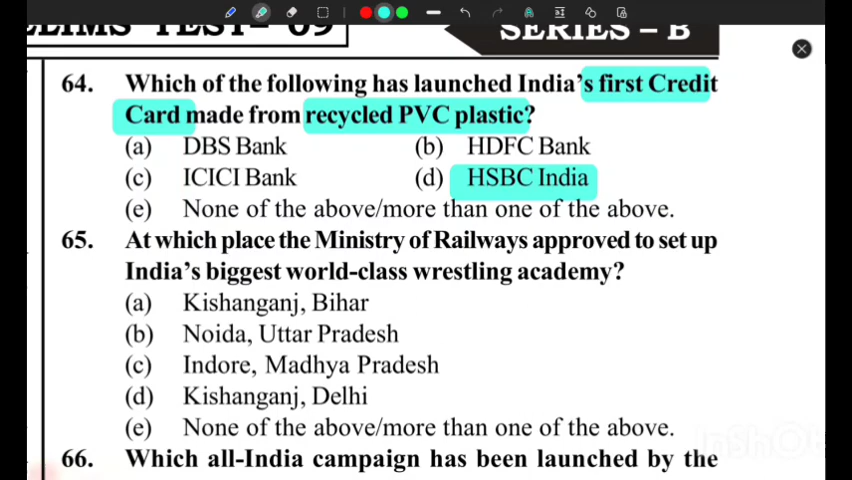 TEST- 09
SERIES – B
64. Which of the following has launched India's first Credit
Card made from recycled PVC plastic?
(a) DBS Bank (b) HDFC Bank
(c) ICICI Bank (d) HSBC India
(e) None of the above/more than one of the above.
65. At which place the Ministry of Railways approved to set up
India's biggest world-class wrestling academy?
(a) Kishanganj, Bihar
(b) Noida, Uttar Pradesh
(c) Indore, Madhya Pradesh
(d) Kishanganj, Delhi
(e) None of the above/more than one of the above.
66. Which all-India campaign has been launched by the